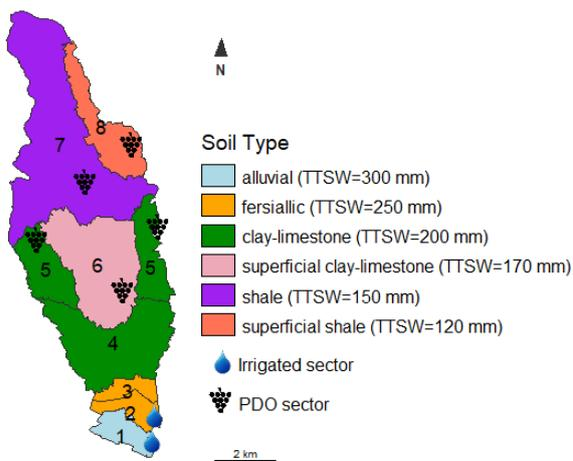 N
8
7
Soil Type
alluvial (TTSW=300 mm)
fersiallic (TTSW=250 mm)
clay-limestone (TTSW=200 mm)
superficial clay-limestone (TTSW=170 mm)
shale (TTSW=150 mm)
superficial shale (TTSW=120 mm)
5
6
5
4
Irrigated sector
PDO sector
3
2
1
2 km